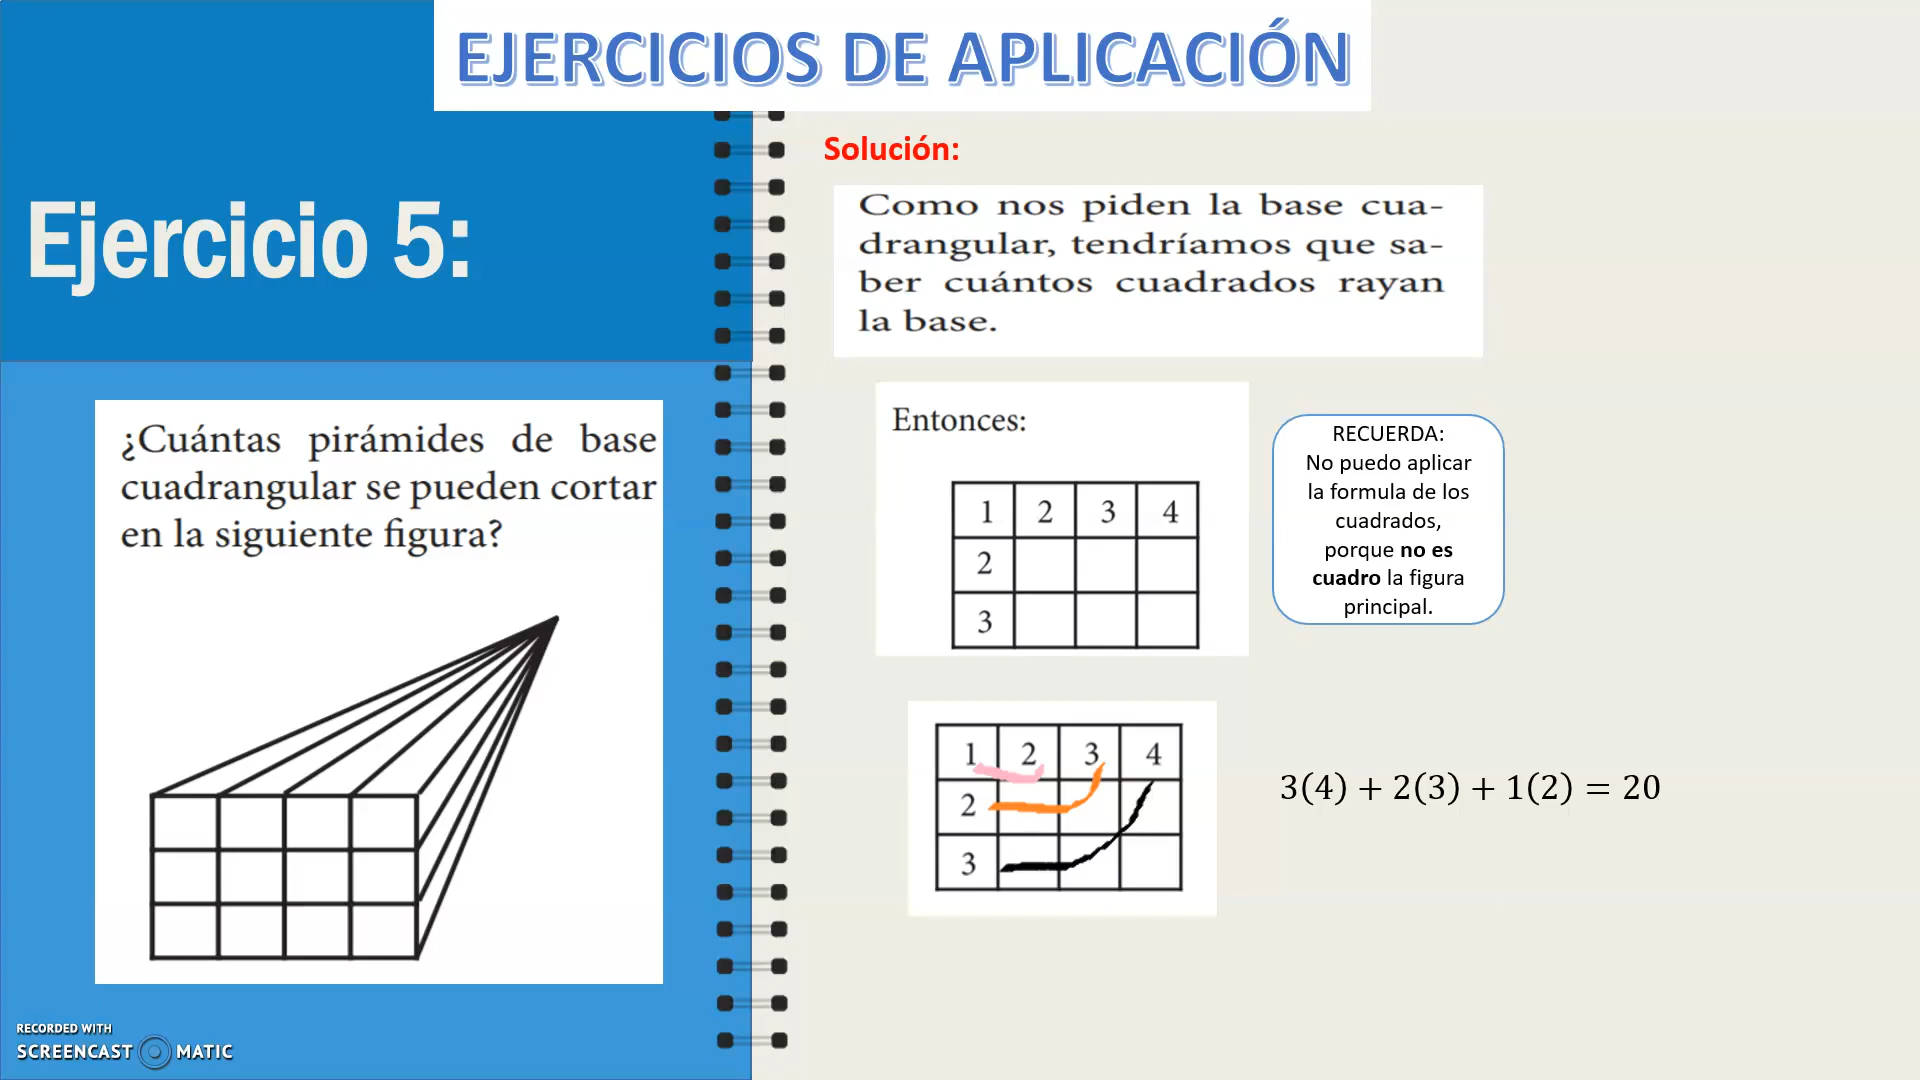 EJERCICIOS DE APLICACIÓN
Ejercicio 5:
¿Cuántas pirámides de base
cuadrangular se pueden cortar
en la siguiente figura?
Solución:
Como nos piden la base cua-
drangular, tendríamos que sa-
ber cuántos cuadrados rayan
la base.
Entonces:
1 2 3 4
2
3
RECUERDA:
No puedo aplicar
la formula de los
cuadrados,
porque no es
cuadro la figura
principal.
1 2 3 4
2
3
3(4) + 2(3) + 1(2) = 20
RECORDED WITH
SCREENCAST MATIC